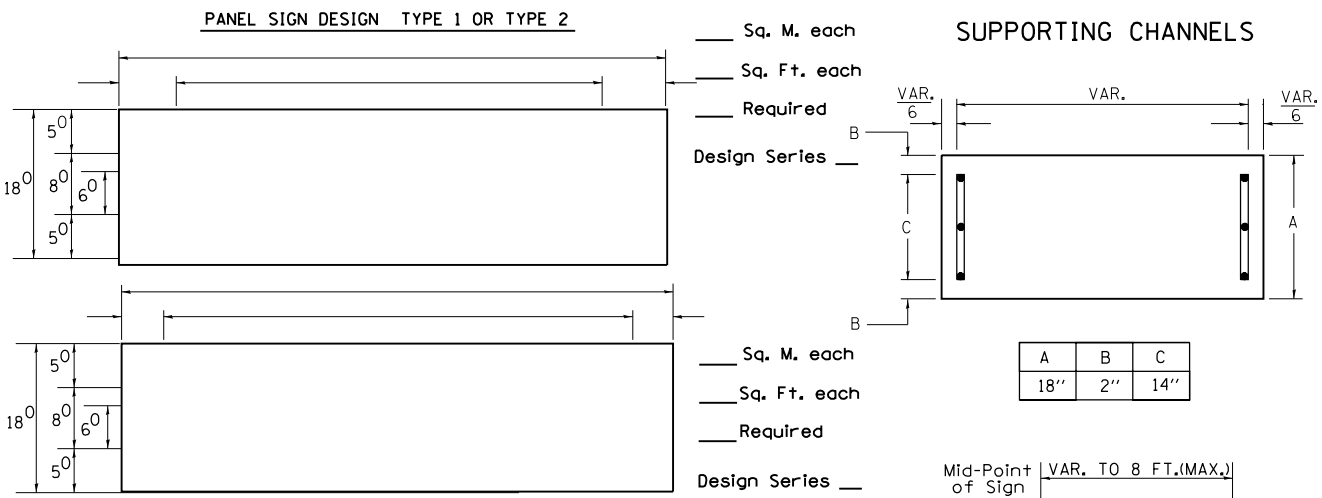 PANEL SIGN DESIGN TYPE 1 OR TYPE 2
___ Sq. M. each
___ Sq. Ft. each
___ Required
Design Series __
5⁰
18⁰
8⁰
6⁰
5⁰
___ Sq. M. each
___ Sq. Ft. each
___ Required
Design Series __
5⁰
18⁰
8⁰
6⁰
5⁰
SUPPORTING CHANNELS
VAR.
6
VAR.
VAR.
6
B
C
A
B
A B C
18" 2" 14"
Mid-Point VAR. TO 8 FT.(MAX.)
of Sign